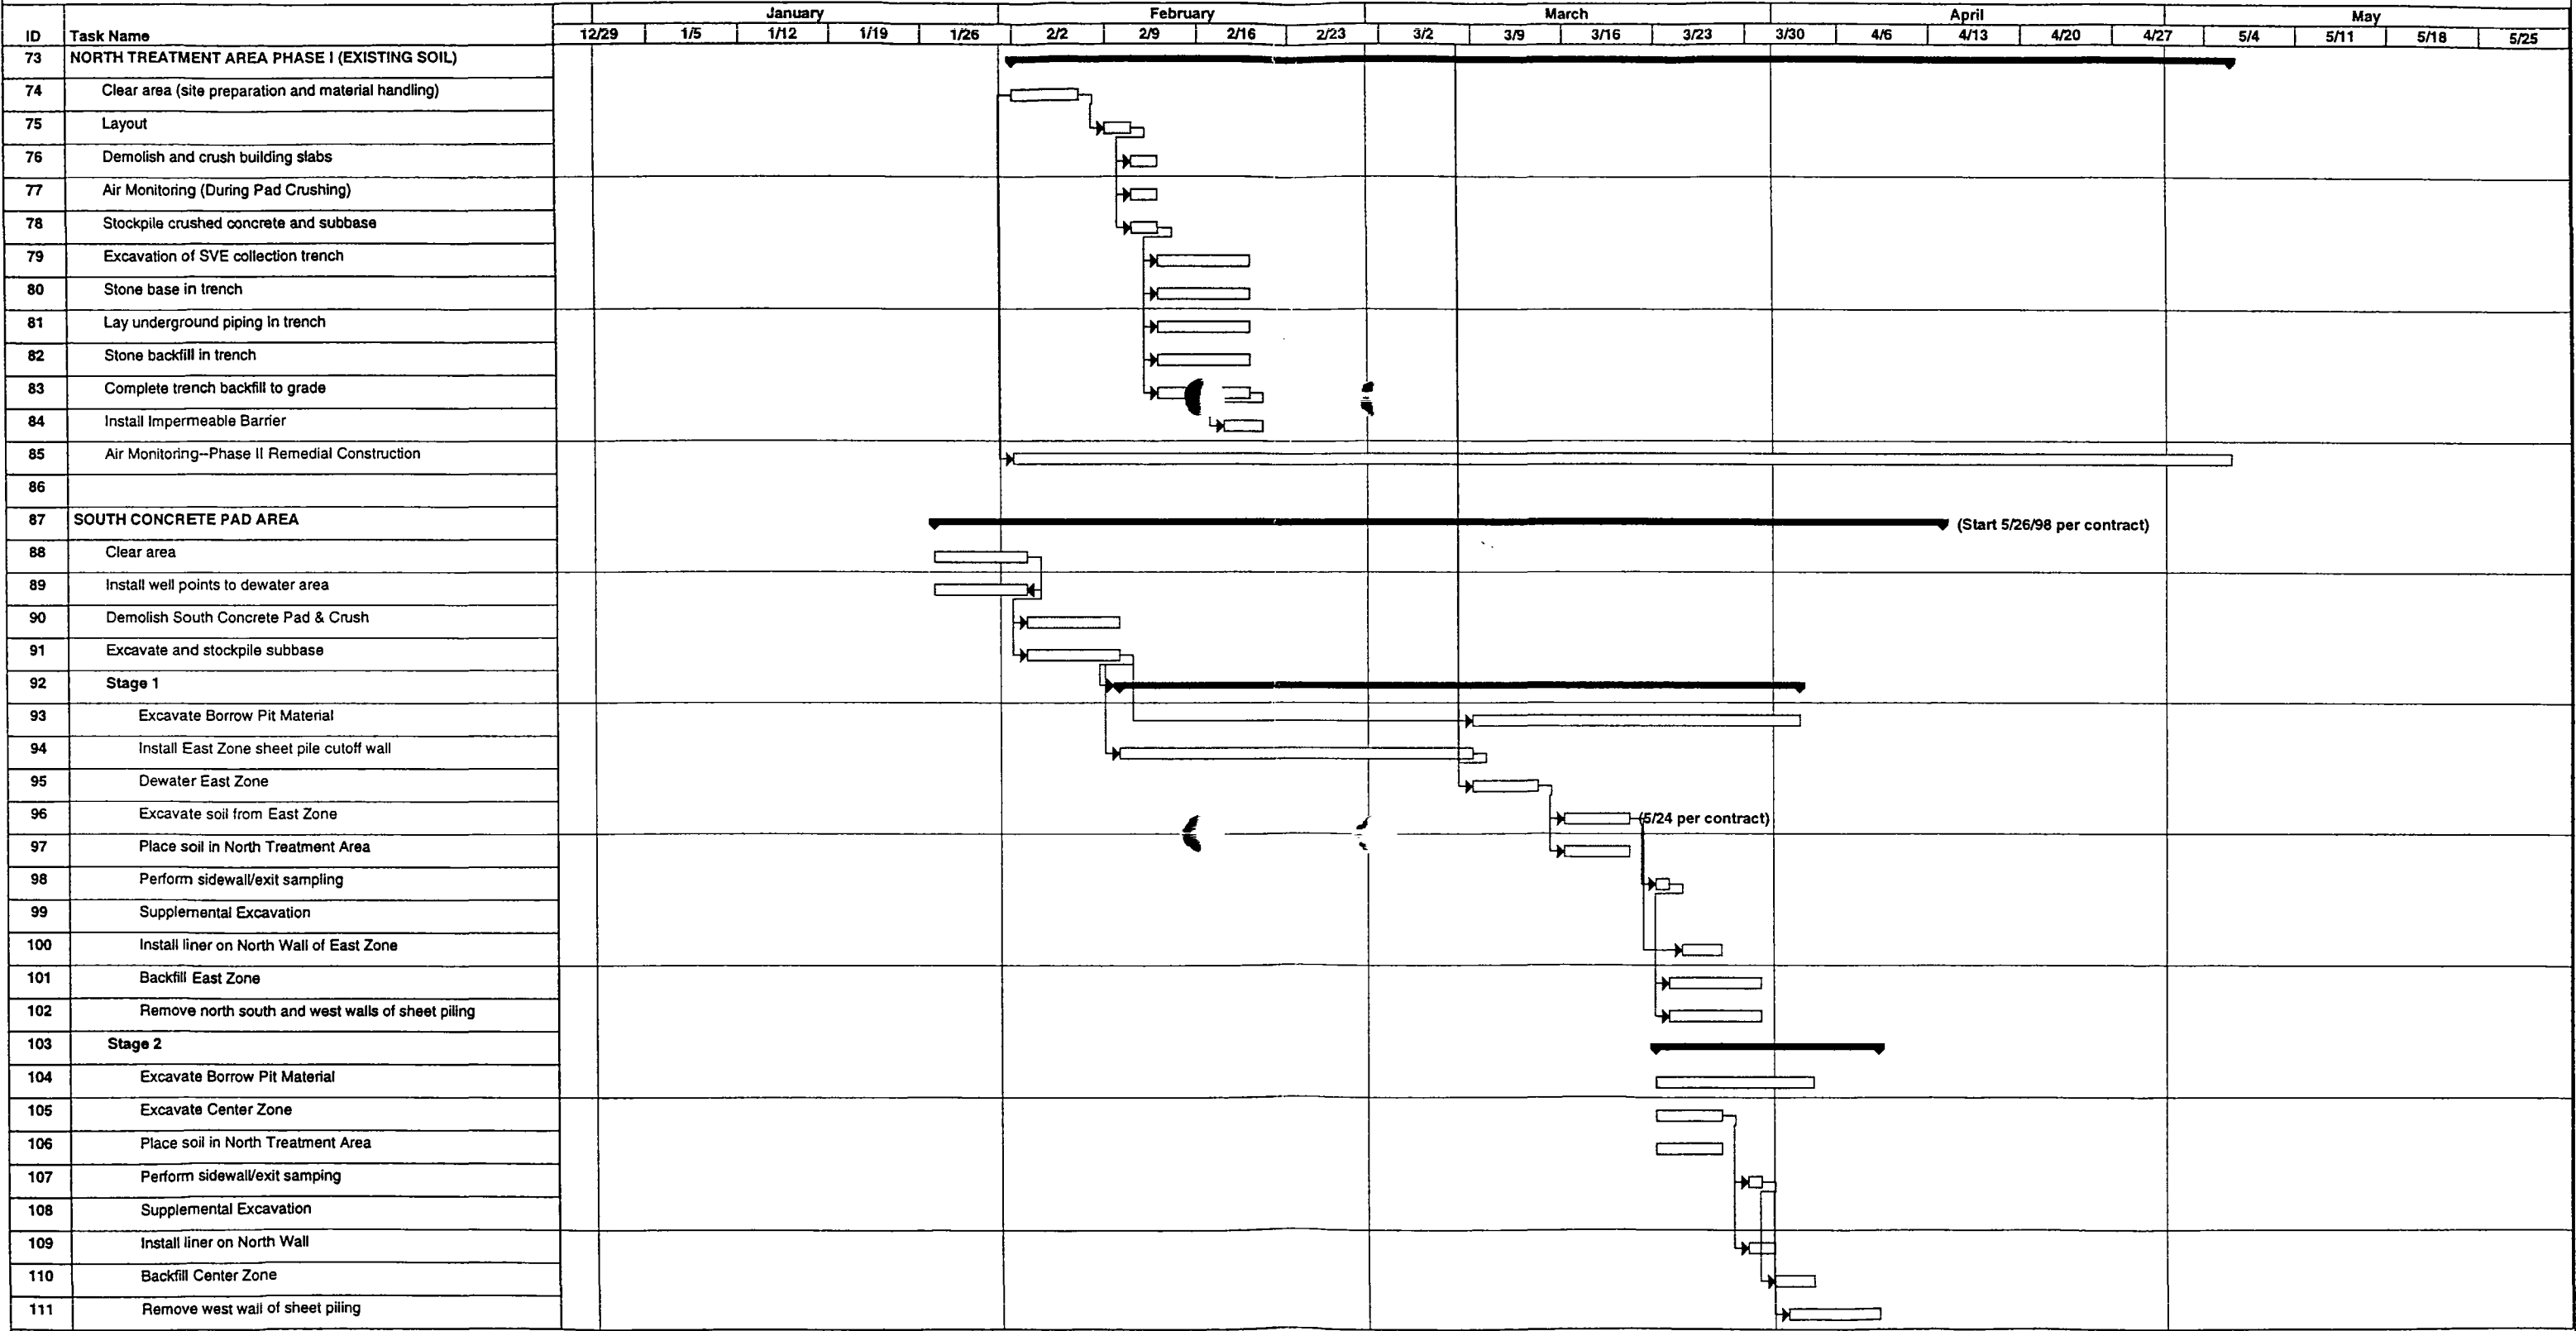 January February March April May
ID Task Name 12/29 1/5 1/12 1/19 1/26 2/2 2/9 2/16 2/23 3/2 3/9 3/16 3/23 3/30 4/6 4/13 4/20 4/27 5/4 5/11 5/18 5/25
73 NORTH TREATMENT AREA PHASE I (EXISTING SOIL)
74 Clear area (site preparation and material handling)
75 Layout
76 Demolish and crush building slabs
77 Air Monitoring (During Pad Crushing)
78 Stockpile crushed concrete and subbase
79 Excavation of SVE collection trench
80 Stone base in trench
81 Lay underground piping in trench
82 Stone backfill in trench
83 Complete trench backfill to grade
84 Install Impermeable Barrier
85 Air Monitoring--Phase II Remedial Construction
86
87 SOUTH CONCRETE PAD AREA (Start 5/26/98 per contract)
88 Clear area
89 Install well points to dewater area
90 Demolish South Concrete Pad & Crush
91 Excavate and stockpile subbase
92 Stage 1
93 Excavate Borrow Pit Material
94 Install East Zone sheet pile cutoff wall
95 Dewater East Zone
96 Excavate soil from East Zone (5/24 per contract)
97 Place soil in North Treatment Area
98 Perform sidewall/exit sampling
99 Supplemental Excavation
100 Install liner on North Wall of East Zone
101 Backfill East Zone
102 Remove north south and west walls of sheet piling
103 Stage 2
104 Excavate Borrow Pit Material
105 Excavate Center Zone
106 Place soil in North Treatment Area
107 Perform sidewall/exit samping
108 Supplemental Excavation
109 Install liner on North Wall
110 Backfill Center Zone
111 Remove west wall of sheet piling